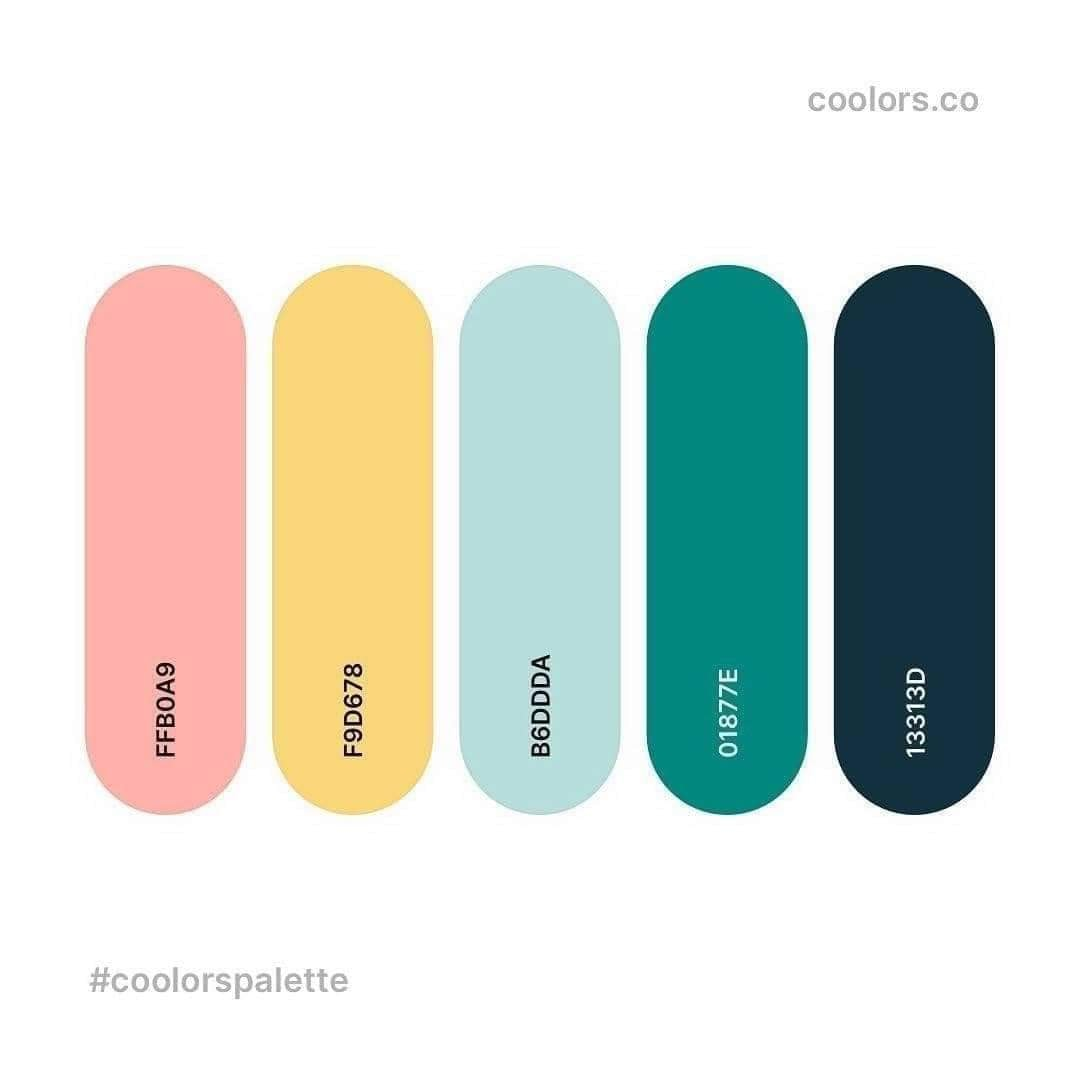 coolors.co
FFB0A9
F9D678
B6DDDA
01877E
13313D
#coolorspalette